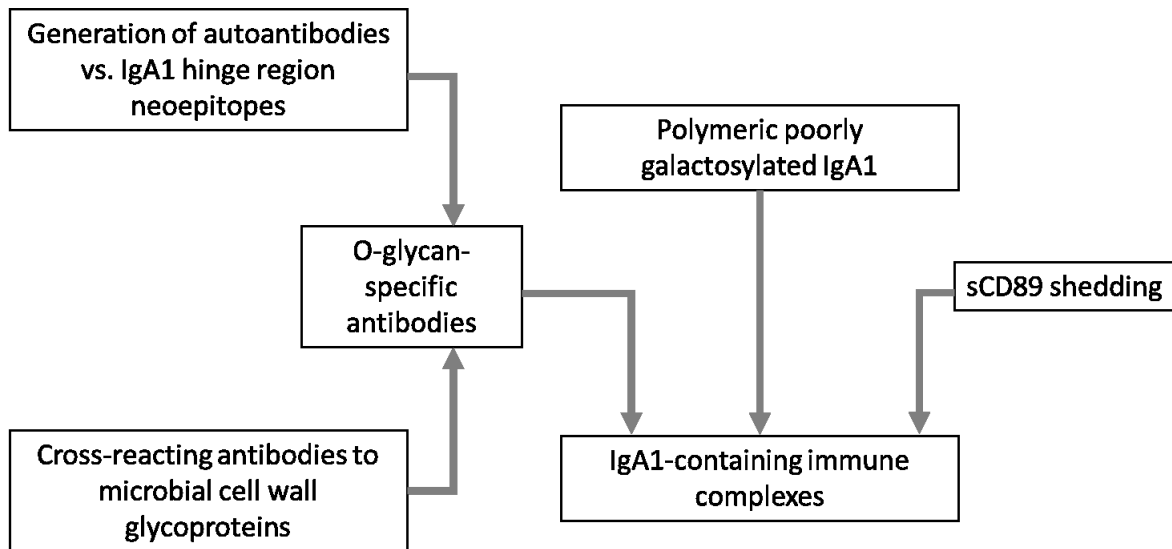 Generation of autoantibodies
vs. IgA1 hinge region
neoepitopes
Polymeric poorly
galactosylated IgA1
O-glycan-
specific
antibodies
sCD89 shedding
Cross-reacting antibodies to
microbial cell wall
glycoproteins
IgA1-containing immune
complexes